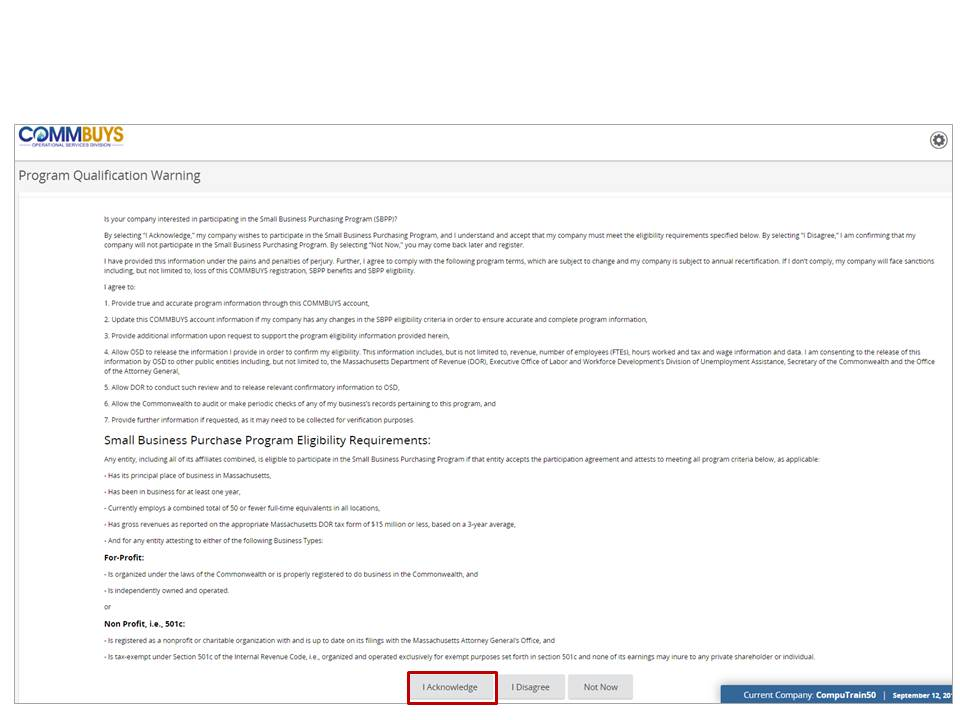 COMMBUYS
OPERATIONAL SERVICES DIVISION
Program Qualification Warning
Is your company interested in participating in the Small Business Purchasing Program (SBPP)?
By selecting "I Acknowledge," my company wishes to participate in the Small Business Purchasing Program, and I understand and accept that my company must meet the eligibility requirements specified below. By selecting "I Disagree," I am confirming that my
company will not participate in the Small Business Purchasing Program. By selecting "Not Now," you may come back later and register.
I have provided this information under the pains and penalties of perjury. Further, I agree to comply with the following program terms, which are subject to change and my company is subject to annual recertification. If I don't comply, my company will face sanctions
including, but not limited to, loss of this COMMBUYS registration, SBPP benefits and SBPP eligibility.
I agree to:
1. Provide true and accurate program information through this COMMBUYS account,
2. Update this COMMBUYS account information if my company has any changes in the SBPP eligibility criteria in order to ensure accurate and complete program information,
3. Provide additional information upon request to support the program eligibility information provided herein,
4. Allow OSD to release the information I provide in order to confirm my eligibility. This information includes, but is not limited to, revenue, number of employees (FTEs), hours worked and tax and wage information and data. I am consenting to the release of this
information by OSD to other public entities including, but not limited to, the Massachusetts Department of Revenue (DOR), Executive Office of Labor and Workforce Development's Division of Unemployment Assistance, Secretary of the Commonwealth and the Office
of the Attorney General,
5. Allow DOR to conduct such review and to release relevant confirmatory information to OSD,
6. Allow the Commonwealth to audit or make periodic checks of any of my business's records pertaining to this program, and
7. Provide further information if requested, as it may need to be collected for verification purposes
Small Business Purchase Program Eligibility Requirements:
Any entity, including all of its affiliates combined, is eligible to participate in the Small Business Purchasing Program if that entity accepts the participation agreement and attests to meeting all program criteria below, as applicable:
- Has its principal place of business in Massachusetts,
- Has been in business for at least one year,
- Currently employs a combined total of 50 or fewer full-time equivalents in all locations,
- Has gross revenues as reported on the appropriate Massachusetts DOR tax form of $15 million or less, based on a 3-year average,
- And for any entity attesting to either of the following Business Types:
For-Profit:
- Is organized under the laws of the Commonwealth or is properly registered to do business in the Commonwealth, and
- Is independently owned and operated.
or
Non Profit, i.e., 501c:
- Is registered as a nonprofit or charitable organization with and is up to date on its filings with the Massachusetts Attorney General's Office, and
- Is tax-exempt under Section 501c of the Internal Revenue Code, i.e., organized and operated exclusively for exempt purposes set forth in section 501c and none of its earnings may inure to any private shareholder or individual.
I Acknowledge I Disagree Not Now
Current Company: CompuTrain50 | September 12, 20